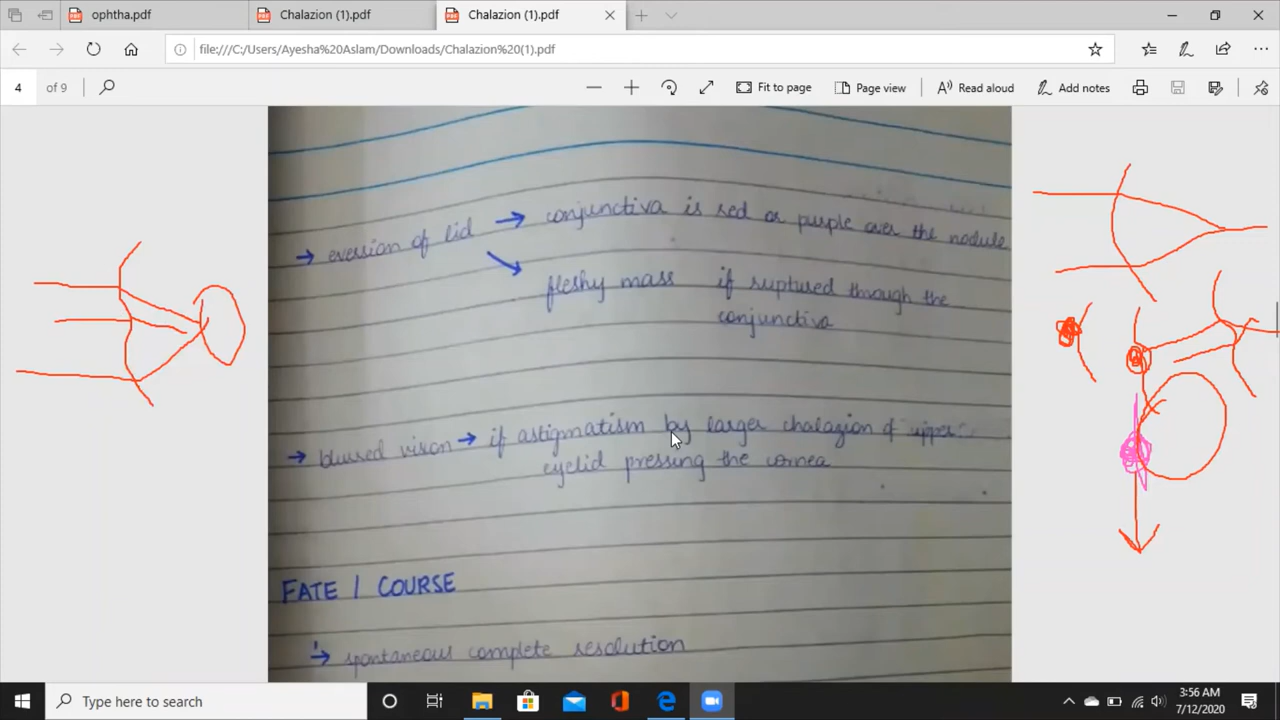 ophtha.pdf
Chalazion (1).pdf
Chalazion (1).pdf
file:///C:/Users/Ayesha%20Aslam/Downloads/Chalazion%20(1).pdf
4 of 9
Fit to page
Page view
Read aloud
Add notes
→ eversion of lid → conjunctiva is red or purple over the nodule
fleshy mass if ruptured through the
conjunctiva
→ blurred vision → if astigmatism by larger chalazion of upper
eyelid pressing the cornea
FATE / COURSE
→ spontaneous complete resolution
Type here to search
3:56 AM
7/12/2020